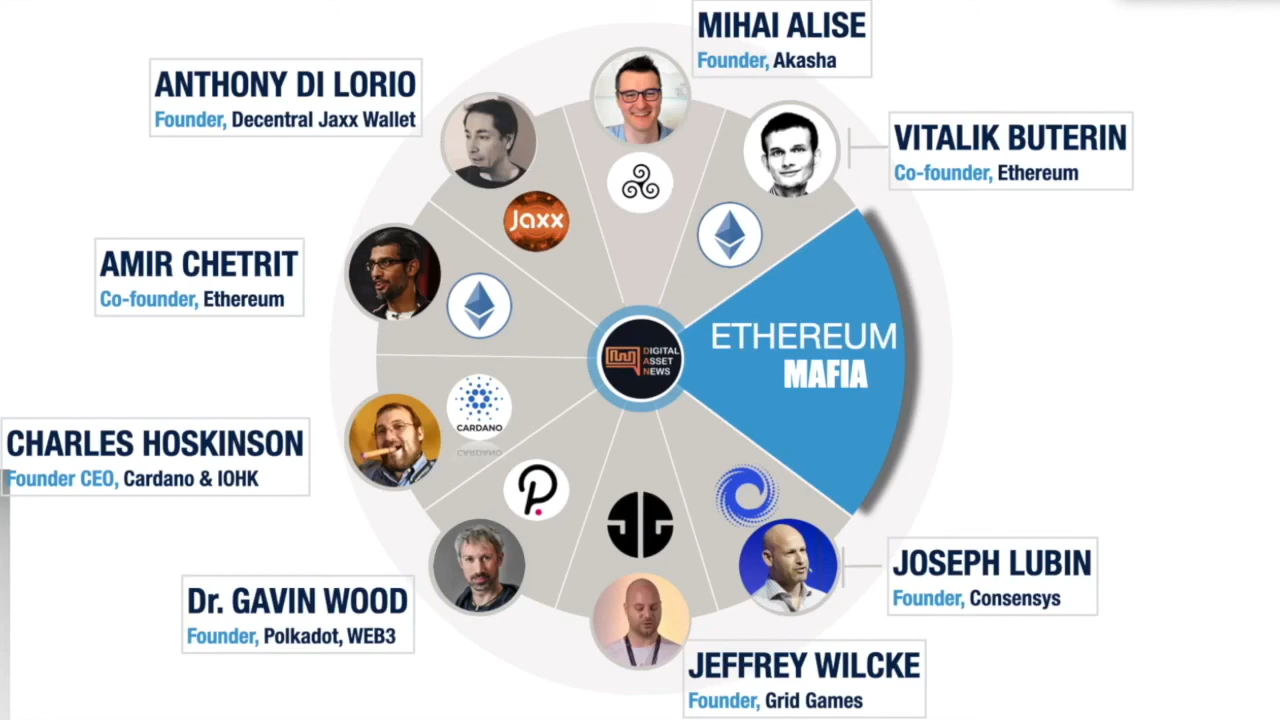 MIHAI ALISE
Founder, Akasha
ANTHONY DI LORIO
Founder, Decentral Jaxx Wallet
VITALIK BUTERIN
Co-founder, Ethereum
Jaxx
AMIR CHETRIT
Co-founder, Ethereum
ETHEREUM
MAFIA
DIGITAL
ASSET
NEWS
CARDANO
CHARLES HOSKINSON
Founder CEO, Cardano & IOHK
JOSEPH LUBIN
Founder, Consensys
Dr. GAVIN WOOD
Founder, Polkadot, WEB3
JEFFREY WILCKE
Founder, Grid Games